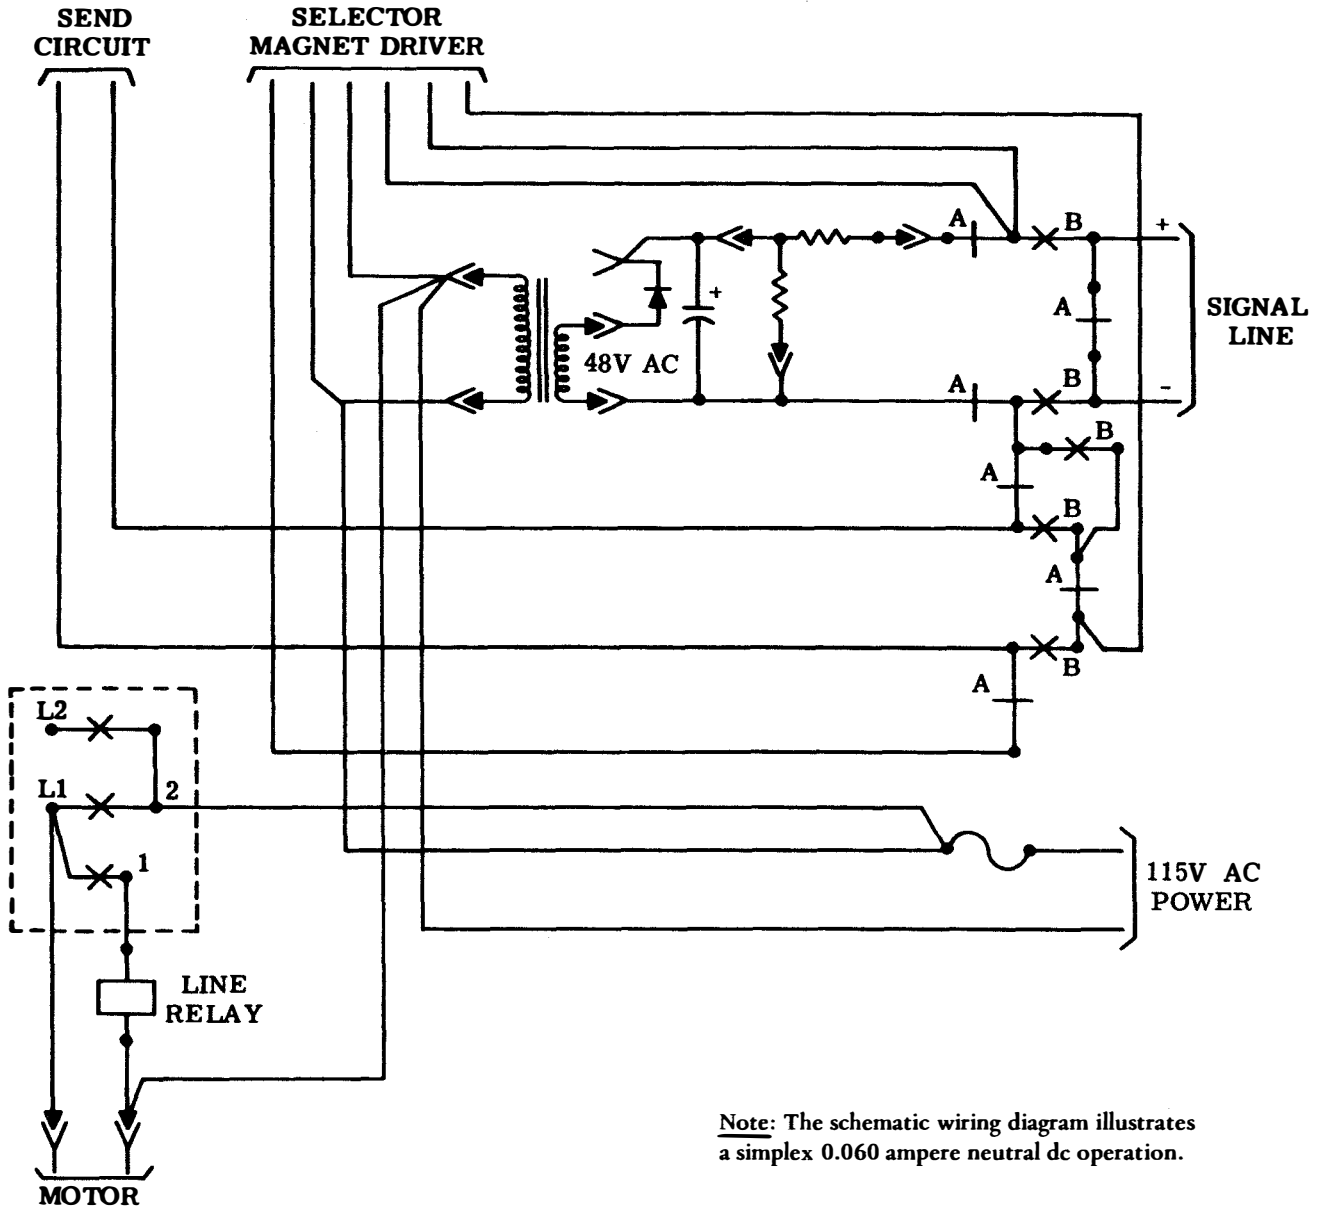 SEND
CIRCUIT
SELECTOR
MAGNET DRIVER
A
B
+
+
A
SIGNAL
LINE
48V AC
A
B
-
B
A
B
A
B
A
L2
L1
2
1
115V AC
POWER
LINE
RELAY
Note: The schematic wiring diagram illustrates
a simplex 0.060 ampere neutral dc operation.
MOTOR